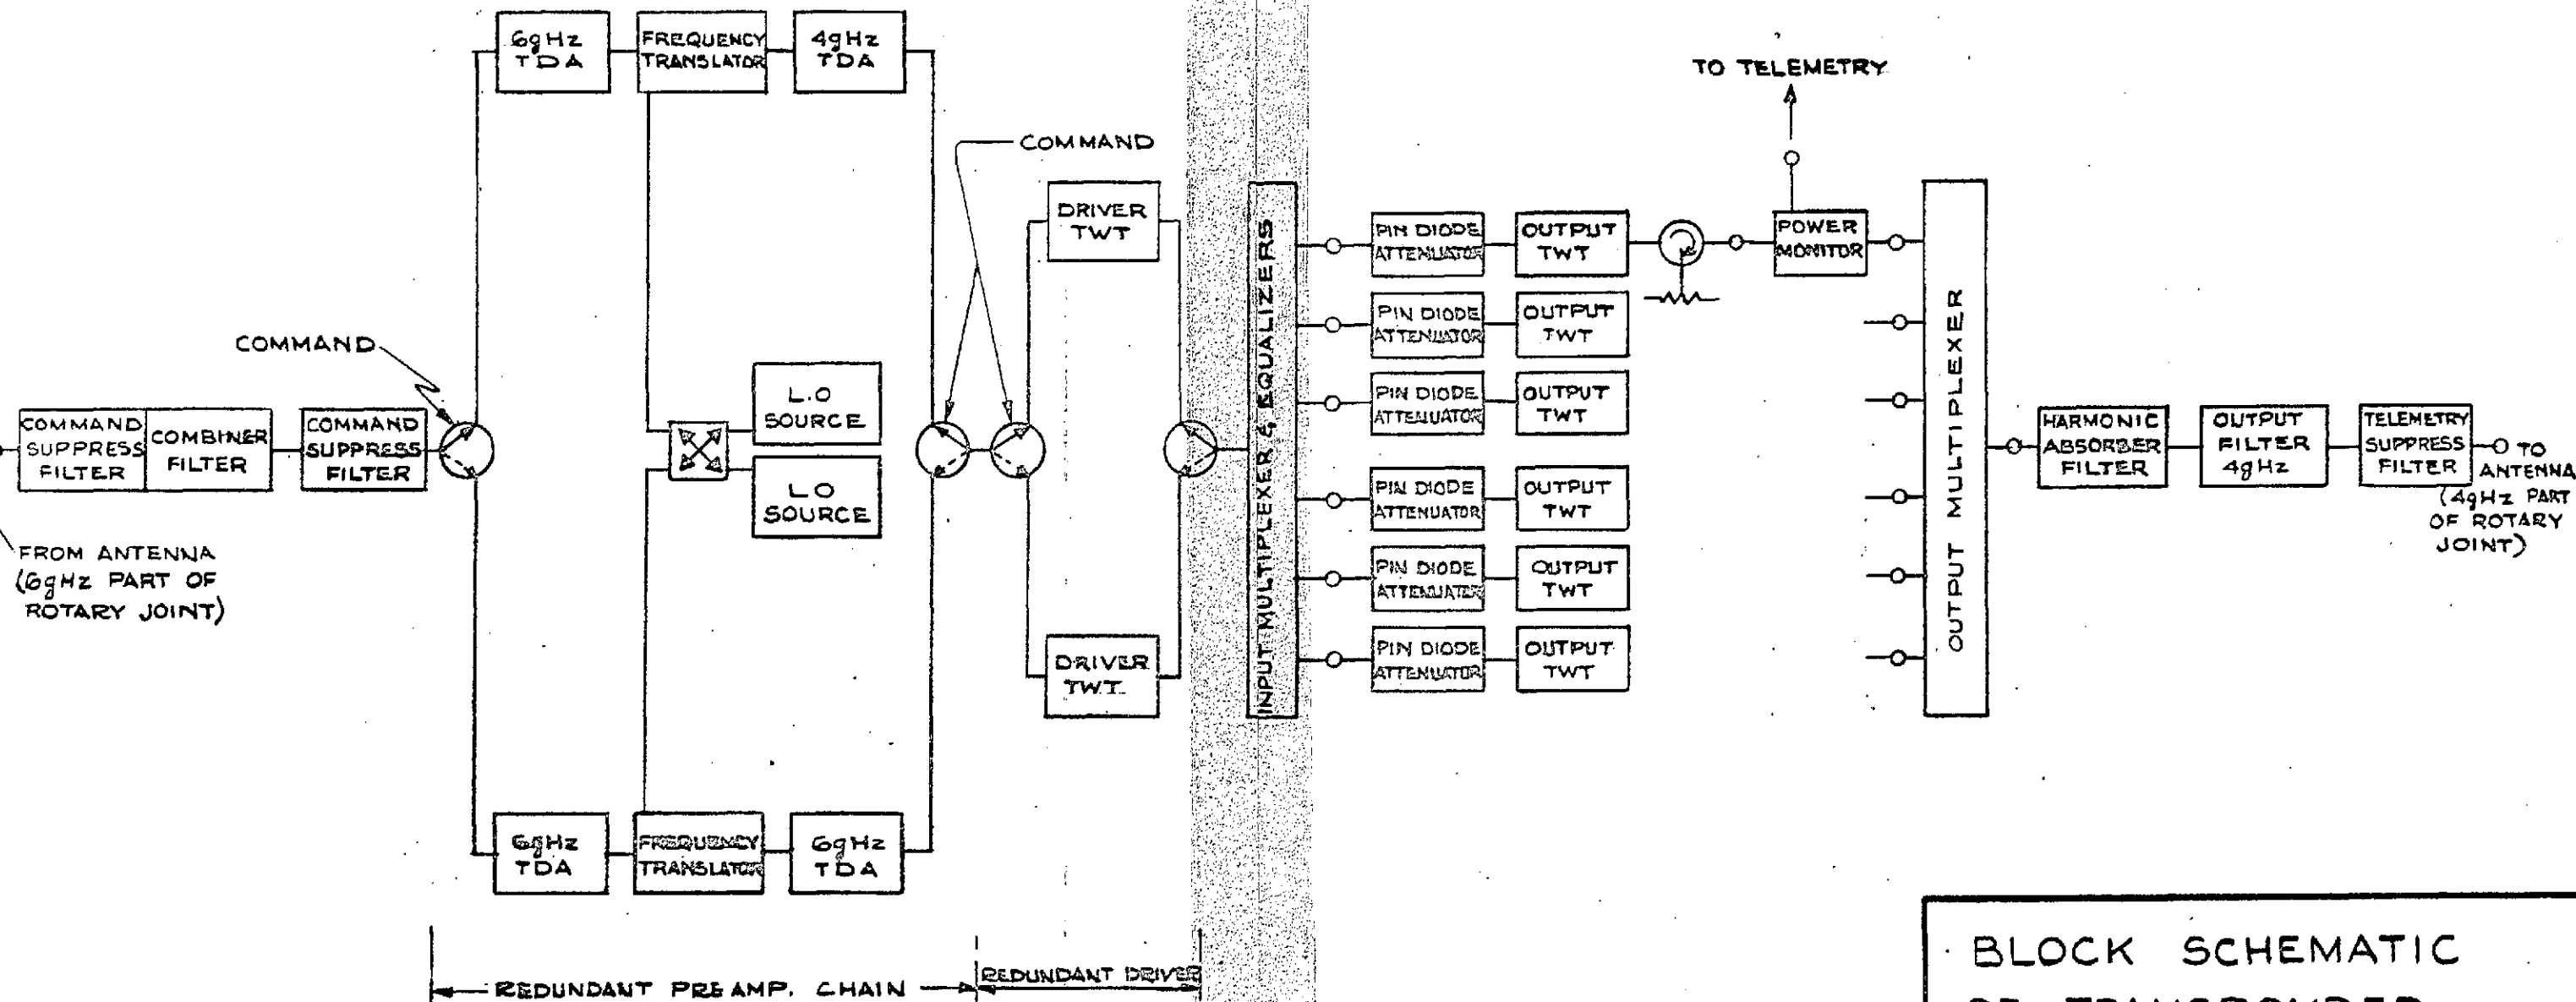 6gHz
TDA
FREQUENCY
TRANSLATOR
4gHz
TDA
TO TELEMETRY
COMMAND
DRIVER
TWT
COMMAND
COMMAND
SUPPRESS
FILTER
COMBINER
FILTER
COMMAND
SUPPRESS
FILTER
L.O
SOURCE
L.O
SOURCE
FROM ANTENNA
(6gHz PART OF
ROTARY JOINT)
DRIVER
TWT
6gHz
TDA
FREQUENCY
TRANSLATOR
6gHz
TDA
REDUNDANT PREAMP. CHAIN
REDUNDANT DRIVER
INPUT MULTIPLEXER & EQUALIZERS
PIN DIODE
ATTENUATOR
OUTPUT
TWT
POWER
MONITOR
PIN DIODE
ATTENUATOR
OUTPUT
TWT
PIN DIODE
ATTENUATOR
OUTPUT
TWT
PIN DIODE
ATTENUATOR
OUTPUT
TWT
PIN DIODE
ATTENUATER
OUTPUT
TWT
PIN DIODE
ATTENUATOR
OUTPUT
TWT
OUTPUT MULTIPLEXER
HARMONIC
ABSORBER
FILTER
OUTPUT
FILTER
4gHz
TELEMETRY
SUPPRESS
FILTER
TO
ANTENNA
(4gHz PART
OF ROTARY
JOINT)
BLOCK SCHEMATIC
OF TRANSPONDER